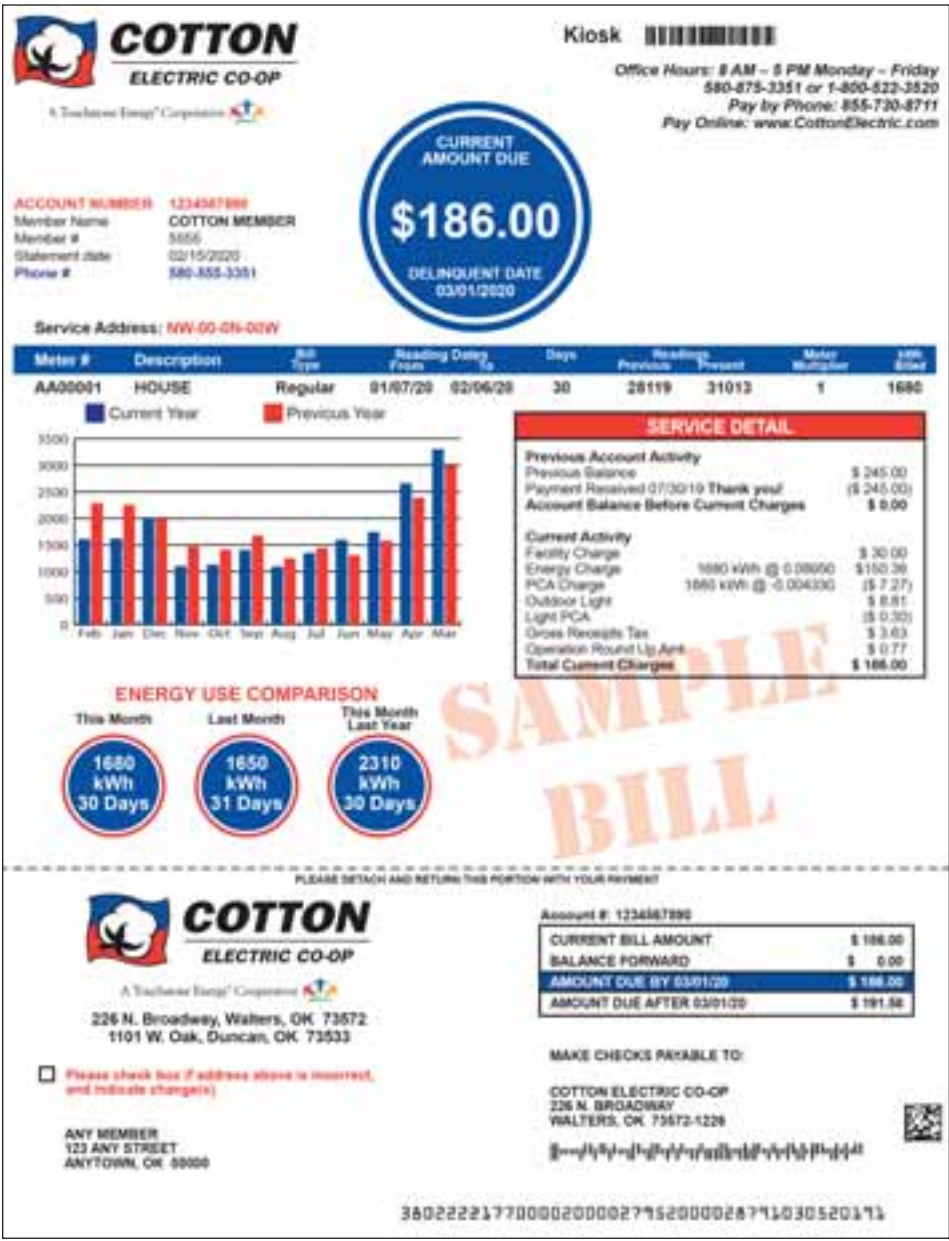 COTTON
ELECTRIC CO-OP
A Touchstone Energy® Cooperative
Kiosk
Office Hours: 8 AM – 5 PM Monday – Friday
580-875-3351 or 1-800-522-3520
Pay by Phone: 855-730-8711
Pay Online: www.CottonElectric.com
CURRENT
AMOUNT DUE
$186.00
DELINQUENT DATE
03/01/2020
ACCOUNT NUMBER 1234567890
Member Name COTTON MEMBER
Member # 5555
Statement date 02/15/2020
Phone # 580-555-3351
Service Address: NW-00-0N-00W
Meter # Description Bill Type Reading Dates From To Days Readings Previous Present Meter Multiplier kWh Billed
AA00001 HOUSE Regular 01/07/20 02/06/20 30 28119 31013 1 1680
Current Year Previous Year
3500
3000
2500
2000
1500
1000
500
0
Feb Jan Dec Nov Oct Sep Aug Jul Jun May Apr Mar
SERVICE DETAIL
Previous Account Activity
Previous Balance $ 245.00
Payment Received 07/30/19 Thank you! ($ 245.00)
Account Balance Before Current Charges $ 0.00
Current Activity
Facility Charge $ 30.00
Energy Charge 1680 kWh @ $150.36
PCA Charge 1680 kWh @ -0.004330 ($ 7.27)
Outdoor Light $ 8.81
Light PCA ($ 0.30)
Gross Receipts Tax $ 3.63
Operation Round Up Amt $ 0.77
Total Current Charges $ 186.00
ENERGY USE COMPARISON
This Month Last Month This Month Last Year
1680 kWh 30 Days
1650 kWh 31 Days
2310 kWh 30 Days
SAMPLE
BILL
PLEASE DETACH AND RETURN THIS PORTION WITH YOUR PAYMENT
COTTON
ELECTRIC CO-OP
A Touchstone Energy® Cooperative
226 N. Broadway, Walters, OK 73572
1101 W. Oak, Duncan, OK 73533
Please check box if address above is incorrect,
and indicate change(s)
ANY MEMBER
123 ANY STREET
ANYTOWN, OK 00000
Account #: 1234567890
CURRENT BILL AMOUNT $ 186.00
BALANCE FORWARD $ 0.00
AMOUNT DUE BY 03/01/20 $ 186.00
AMOUNT DUE AFTER 03/01/20 $ 191.58
MAKE CHECKS PAYABLE TO:
COTTON ELECTRIC CO-OP
226 N. BROADWAY
WALTERS, OK 73572-1226